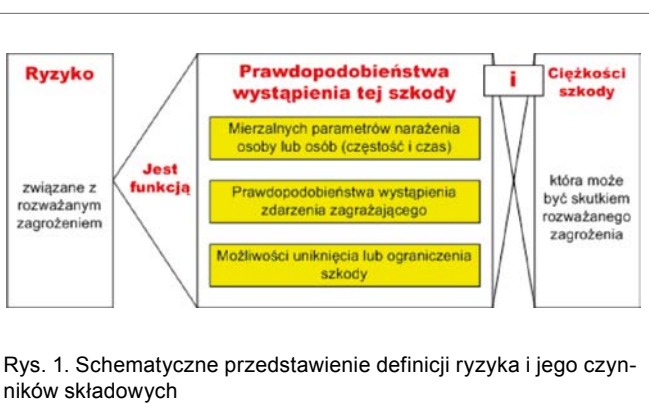 Ryzyko
związane z
rozważanym
zagrożeniem
Jest
funkcją
Prawdopodobieństwa
wystąpienia tej szkody
Mierzalnych parametrów narażenia
osoby lub osób (częstość i czas)
Prawdopodobieństwa wystąpienia
zdarzenia zagrażającego
Możliwości uniknięcia lub ograniczenia
szkody
i
Ciężkości
szkody
która może
być skutkiem
rozważanego
zagrożenia
Rys. 1. Schematyczne przedstawienie definicji ryzyka i jego czyn-
ników składowych